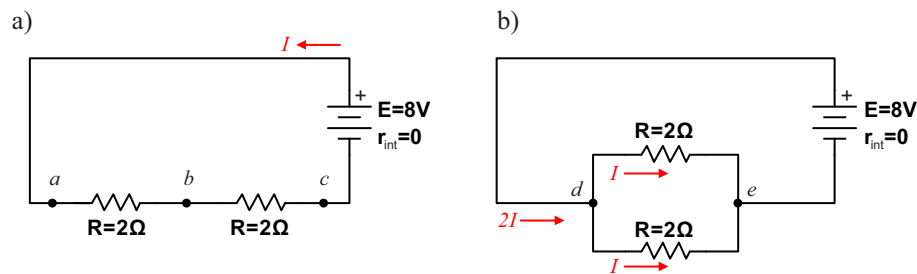 a)
I
+
E=8V
r_int=0
a
b
c
R=2Ω
R=2Ω
b)
+
E=8V
r_int=0
R=2Ω
I
d
e
2I
R=2Ω
I